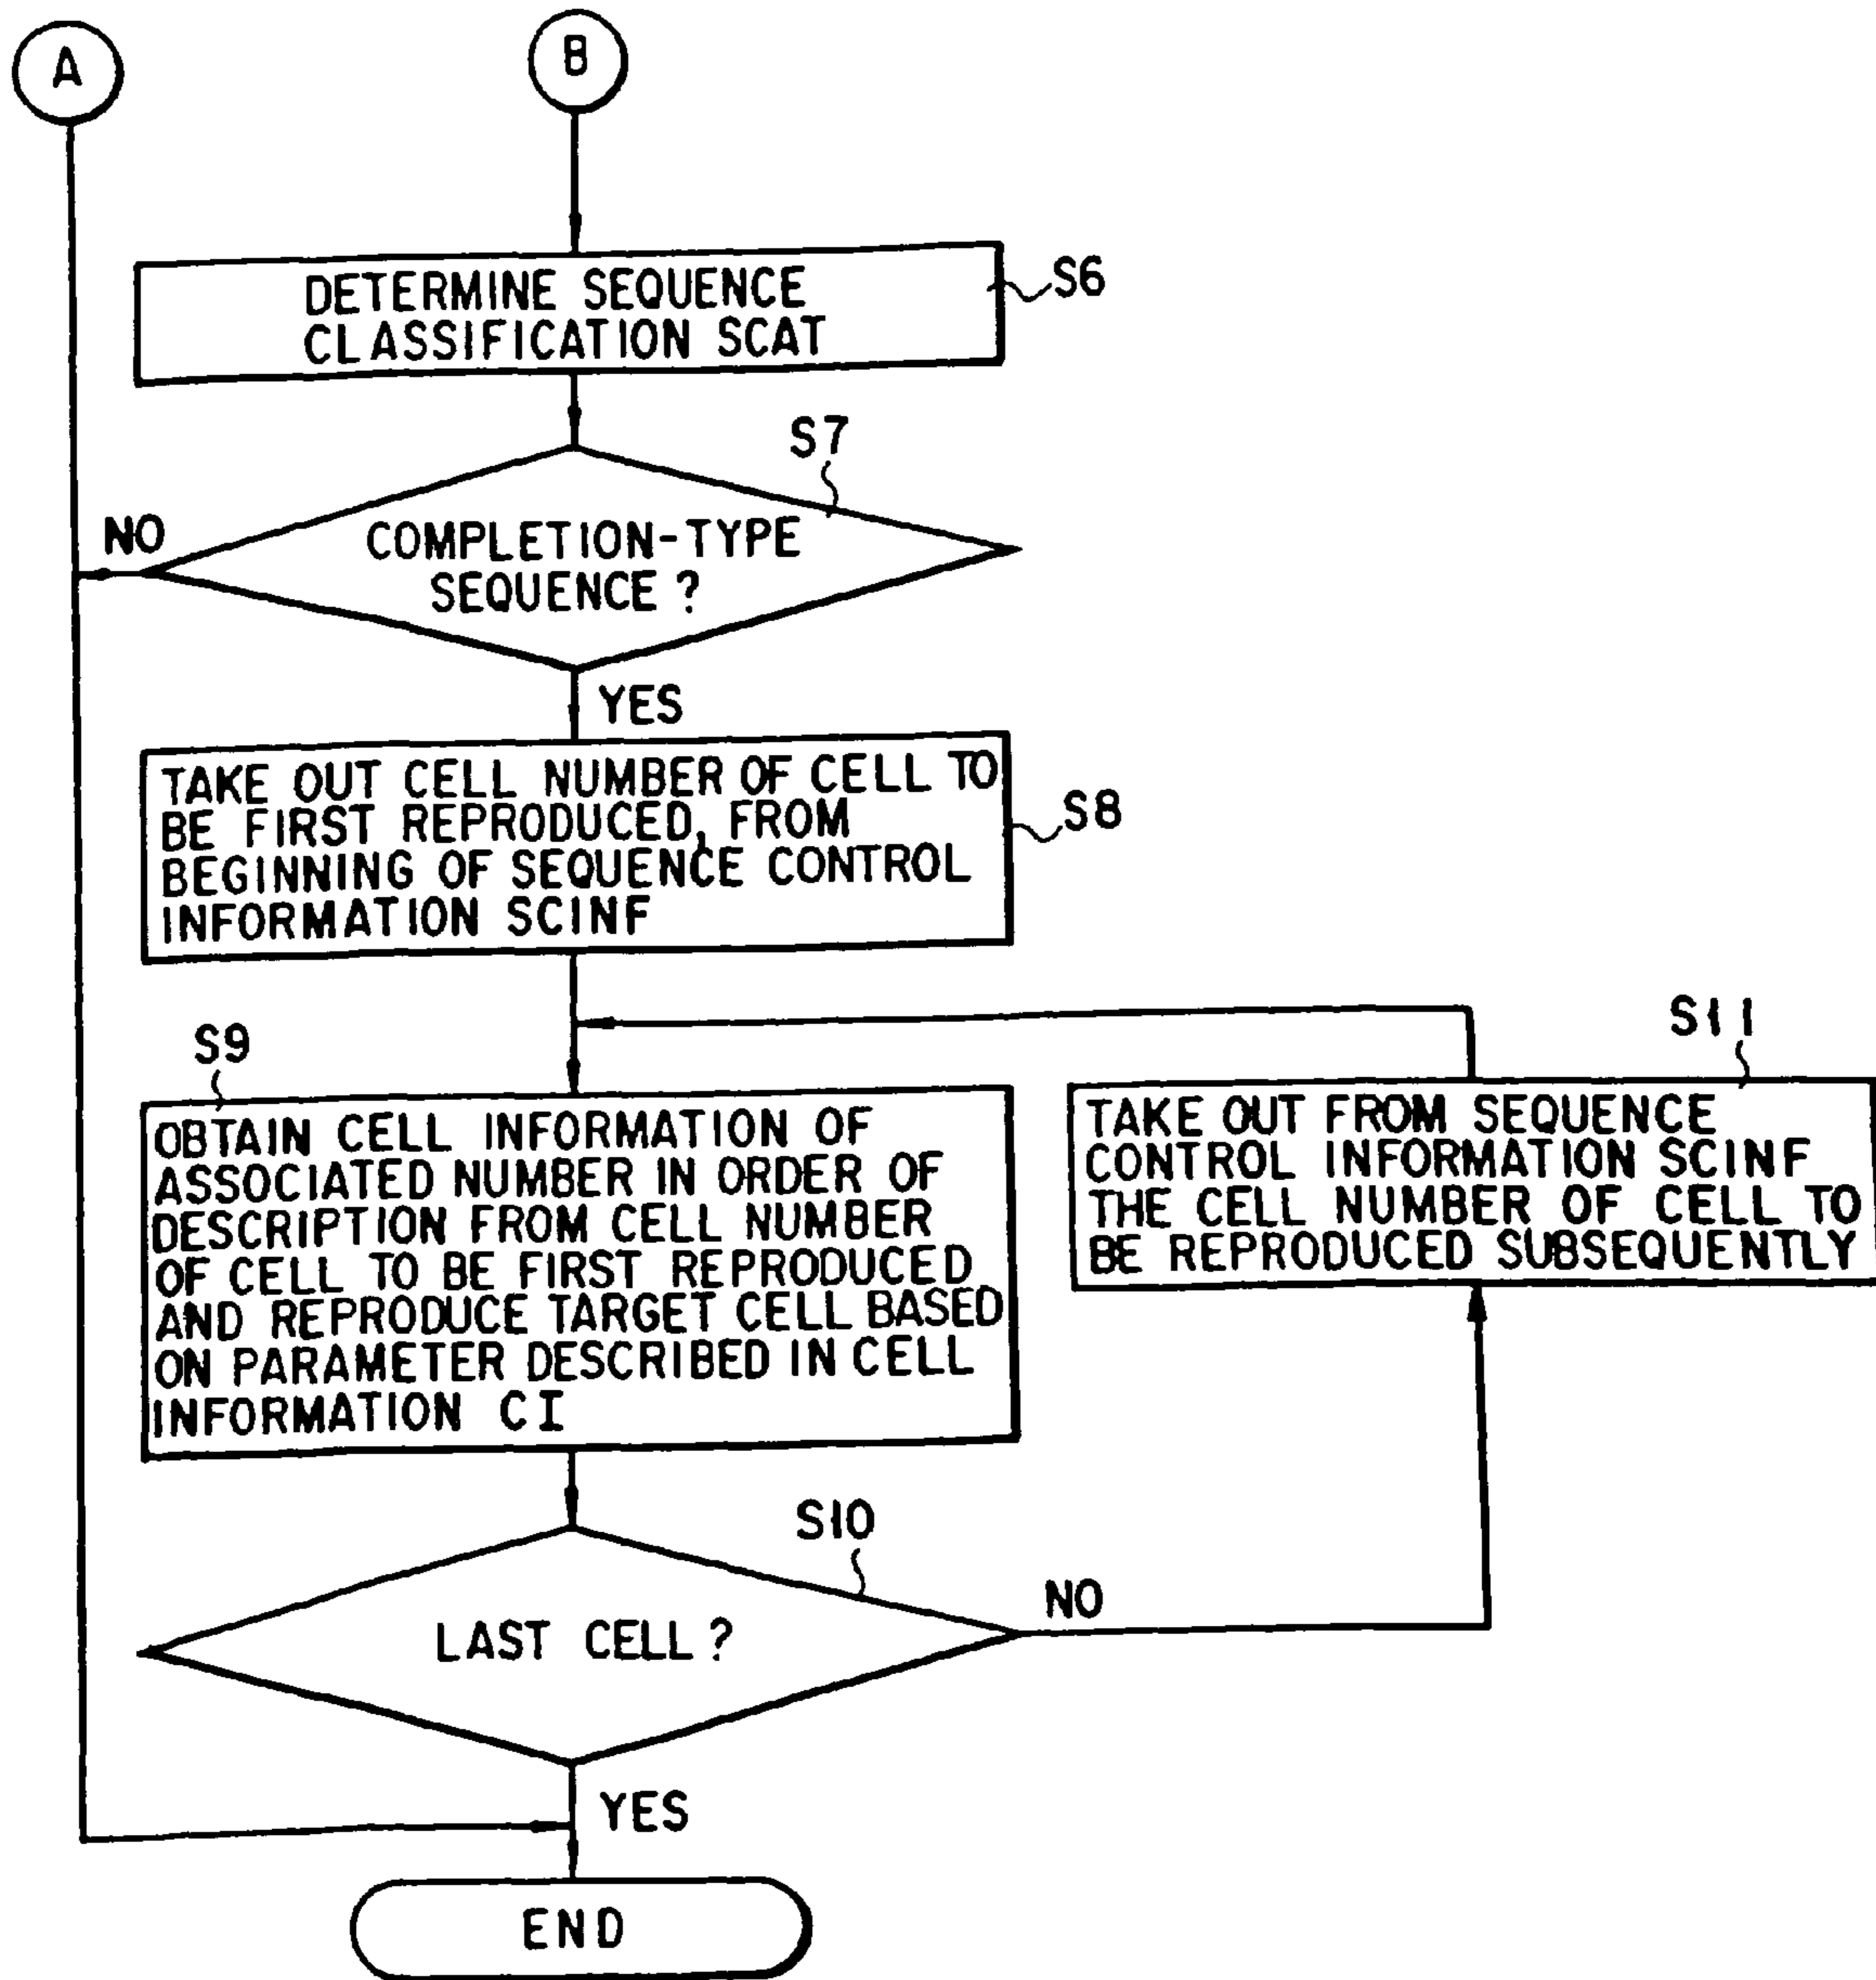 A
B
DETERMINE SEQUENCE
CLASSIFICATION SCAT
S6
S7
NO
COMPLETION-TYPE
SEQUENCE ?
YES
TAKE OUT CELL NUMBER OF CELL TO
BE FIRST REPRODUCED, FROM
BEGINNING OF SEQUENCE CONTROL
INFORMATION SCINF
S8
S9
OBTAIN CELL INFORMATION OF
ASSOCIATED NUMBER IN ORDER OF
DESCRIPTION FROM CELL NUMBER
OF CELL TO BE FIRST REPRODUCED
AND REPRODUCE TARGET CELL BASED
ON PARAMETER DESCRIBED IN CELL
INFORMATION CI
S11
TAKE OUT FROM SEQUENCE
CONTROL INFORMATION SCINF
THE CELL NUMBER OF CELL TO
BE REPRODUCED SUBSEQUENTLY
S10
LAST CELL ?
NO
YES
END